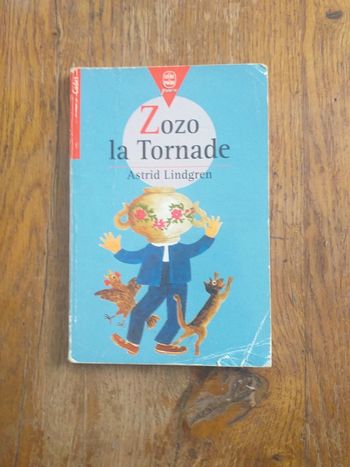 Zozo
la Tornade
Astrid Lindgren